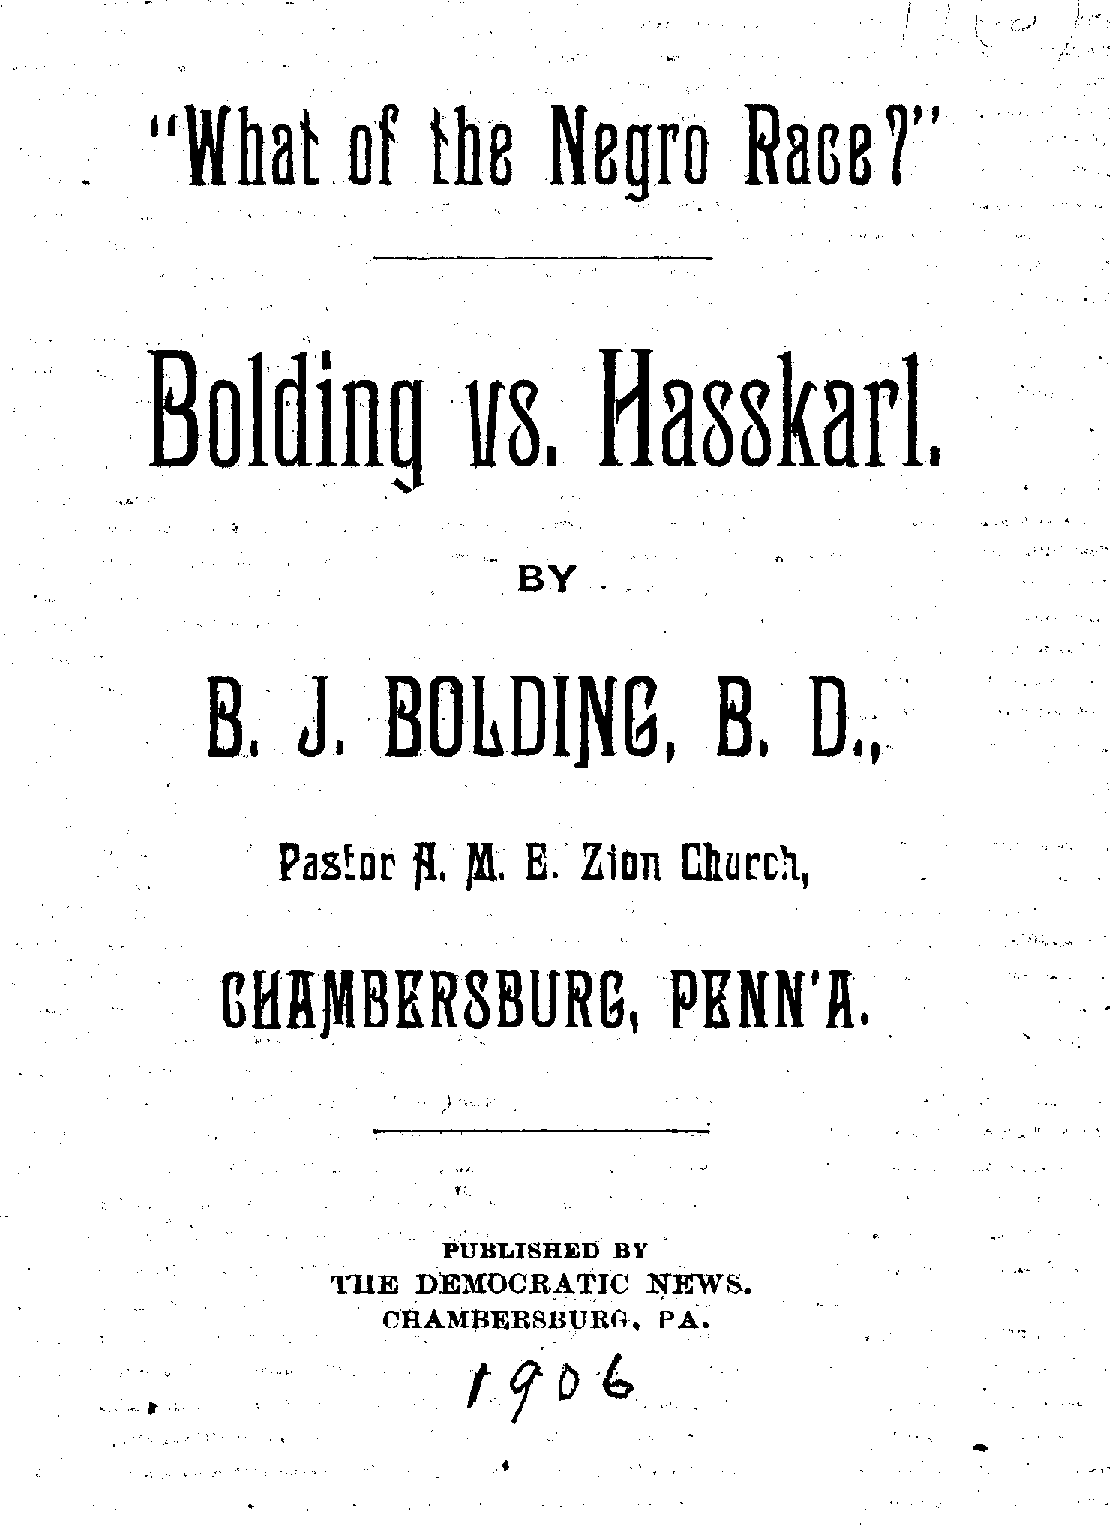 "What of the Negro Race?"
Bolding vs. Hasskarl.
BY
B. J. BOLDING, B. D.,
Pastor A. M. E. Zion Church,
CHAMBERSBURG, PENN'A.
PUBLISHED BY
THE DEMOCRATIC NEWS.
CHAMBERSBURG, PA.
1906